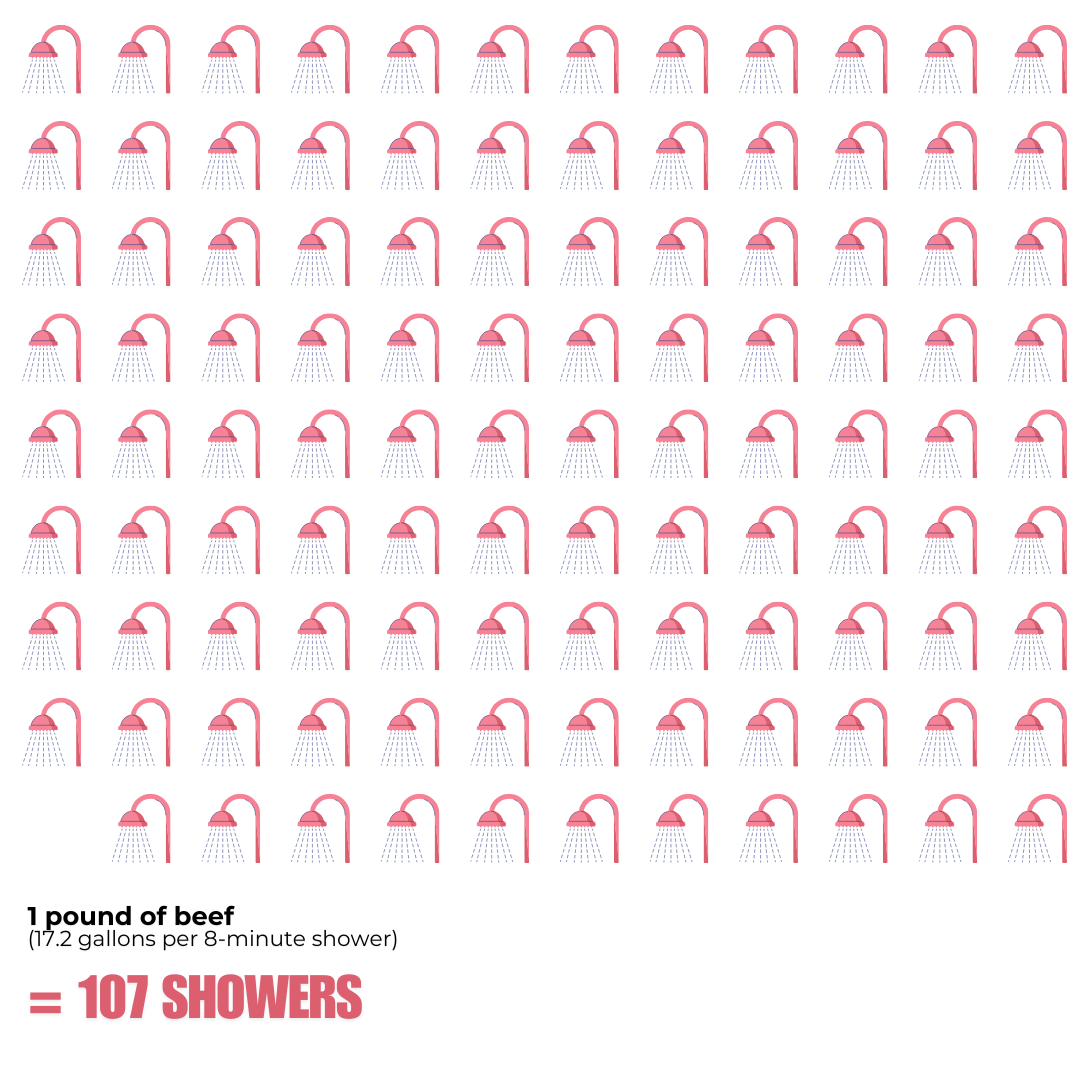 1 pound of beef
(17.2 gallons per 8-minute shower)
= 107 SHOWERS